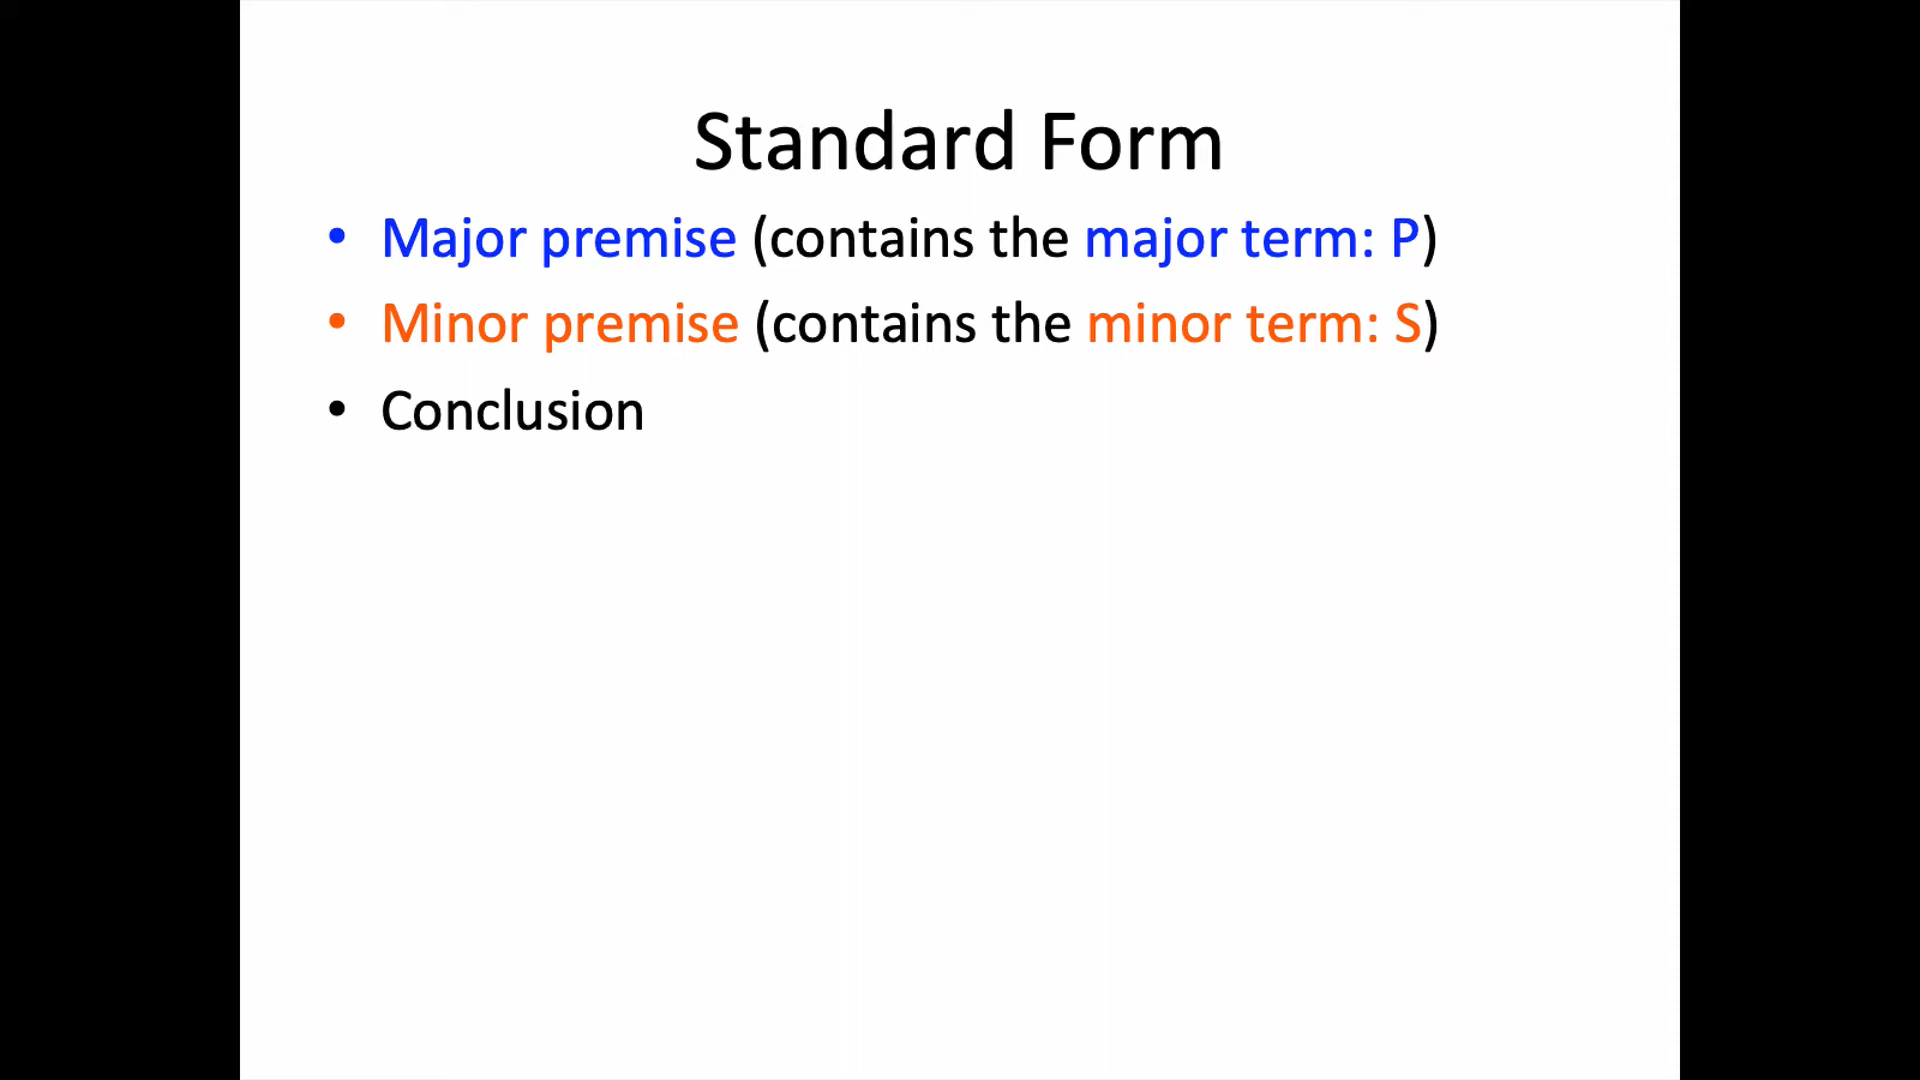 Standard Form
• Major premise (contains the major term: P)
• Minor premise (contains the minor term: S)
• Conclusion